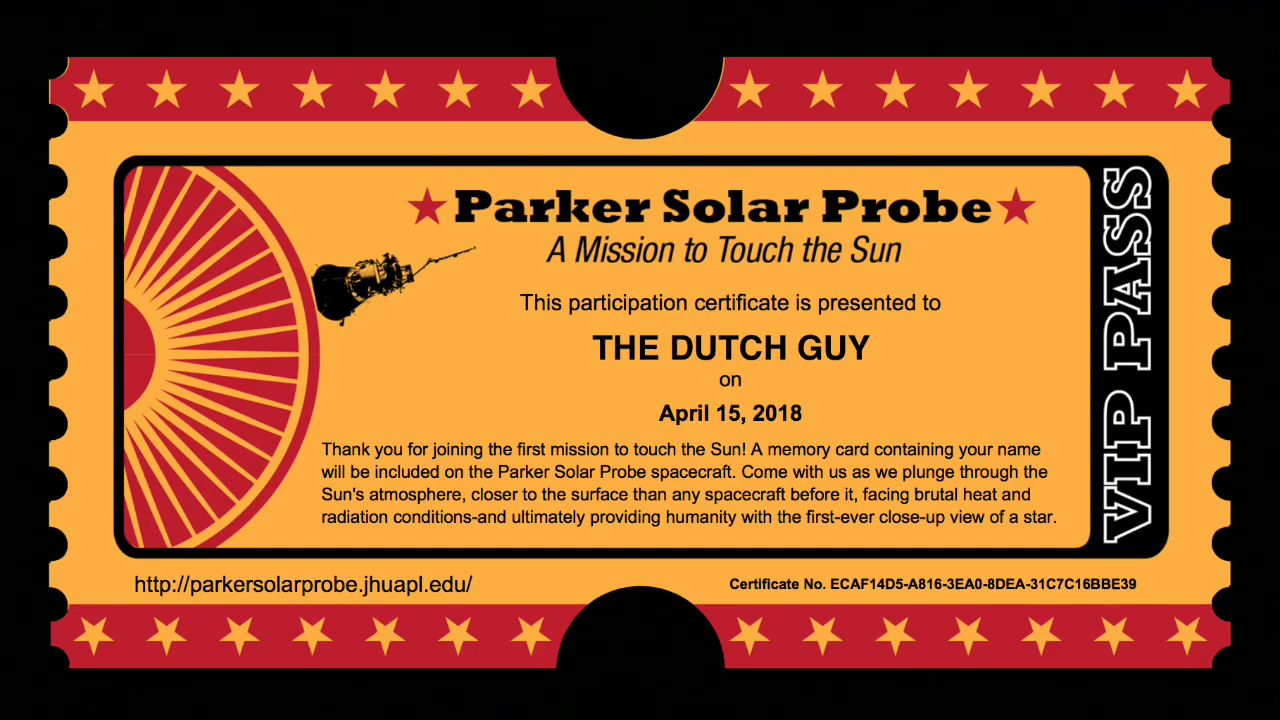 Parker Solar Probe
A Mission to Touch the Sun
This participation certificate is presented to
THE DUTCH GUY
on
April 15, 2018
Thank you for joining the first mission to touch the Sun! A memory card containing your name
will be included on the Parker Solar Probe spacecraft. Come with us as we plunge through the
Sun's atmosphere, closer to the surface than any spacecraft before it, facing brutal heat and
radiation conditions-and ultimately providing humanity with the first-ever close-up view of a star.
VIP PASS
http://parkersolarprobe.jhuapl.edu/
Certificate No. ECAF14D5-A816-3EA0-8DEA-31C7C16BBE39